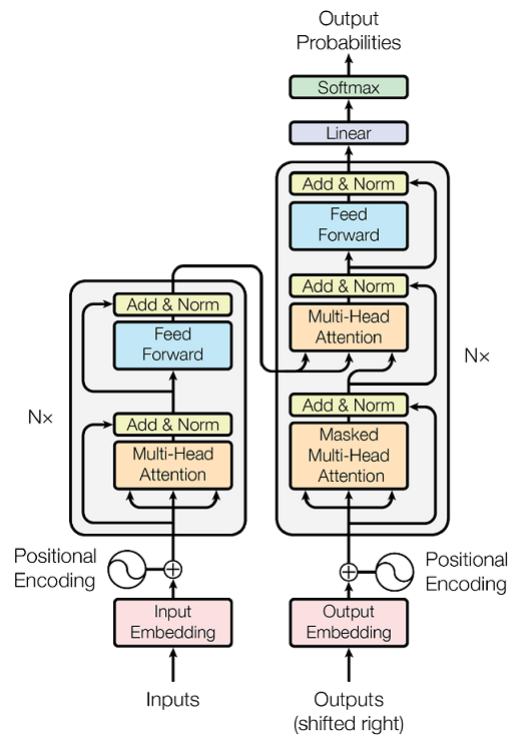 Output
Probabilities
Softmax
Linear
Add & Norm
Feed
Forward
Add & Norm
Multi-Head
Attention
Add & Norm
Masked
Multi-Head
Attention
Nx
Add & Norm
Feed
Forward
Add & Norm
Multi-Head
Attention
Nx
Positional
Encoding
Positional
Encoding
Input
Embedding
Output
Embedding
Inputs
Outputs
(shifted right)